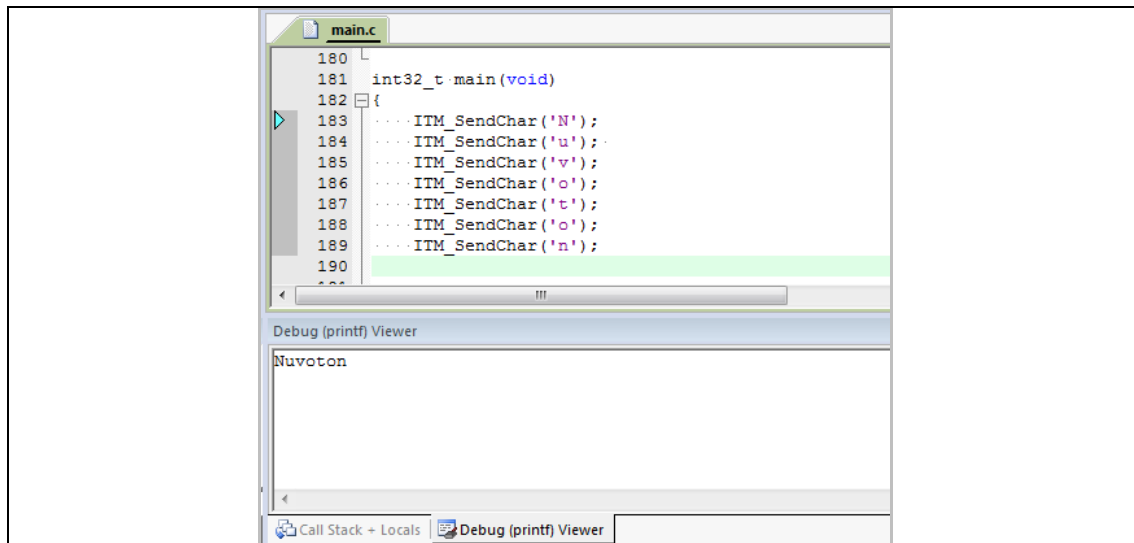 main.c
180
181 int32_t main(void)
182 {
183 ITM_SendChar('N');
184 ITM_SendChar('u');
185 ITM_SendChar('v');
186 ITM_SendChar('o');
187 ITM_SendChar('t');
188 ITM_SendChar('o');
189 ITM_SendChar('n');
190
Debug (printf) Viewer
Nuvoton
Call Stack + Locals Debug (printf) Viewer